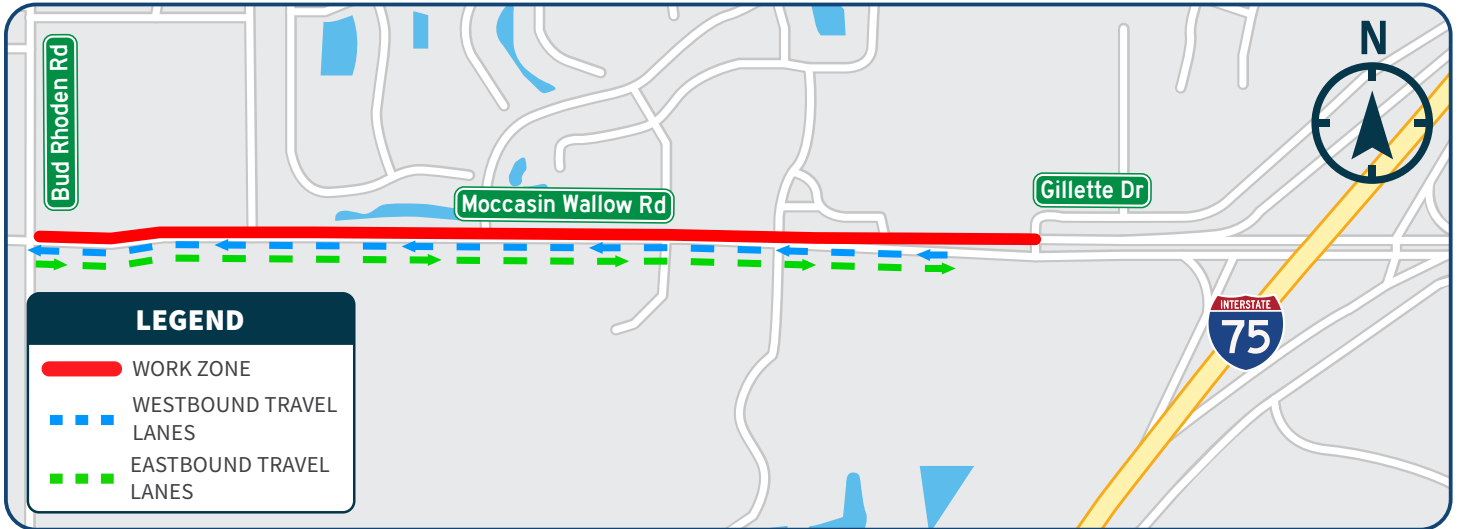 N
Bud Rhoden Rd
Gillette Dr
Moccasin Wallow Rd
INTERSTATE
75
LEGEND
WORK ZONE
WESTBOUND TRAVEL
LANES
EASTBOUND TRAVEL
LANES